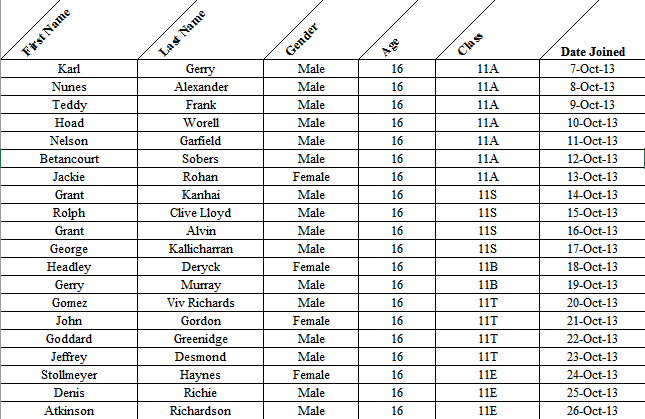 First Name Last Name Gender Age Class Date Joined
Karl Gerry Male 16 11A 7-Oct-13
Nunes Alexander Male 16 11A 8-Oct-13
Teddy Frank Male 16 11A 9-Oct-13
Hoad Worell Male 16 11A 10-Oct-13
Nelson Garfield Male 16 11A 11-Oct-13
Betancourt Sobers Male 16 11A 12-Oct-13
Jackie Rohan Female 16 11A 13-Oct-13
Grant Kanhai Male 16 11S 14-Oct-13
Rolph Clive Lloyd Male 16 11S 15-Oct-13
Grant Alvin Male 16 11S 16-Oct-13
George Kallicharran Male 16 11S 17-Oct-13
Headley Deryck Female 16 11B 18-Oct-13
Gerry Murray Male 16 11B 19-Oct-13
Gomez Viv Richards Male 16 11T 20-Oct-13
John Gordon Female 16 11T 21-Oct-13
Goddard Greenidge Male 16 11T 22-Oct-13
Jeffrey Desmond Male 16 11T 23-Oct-13
Stollmeyer Haynes Female 16 11E 24-Oct-13
Denis Richie Male 16 11E 25-Oct-13
Atkinson Richardson Male 16 11E 26-Oct-13